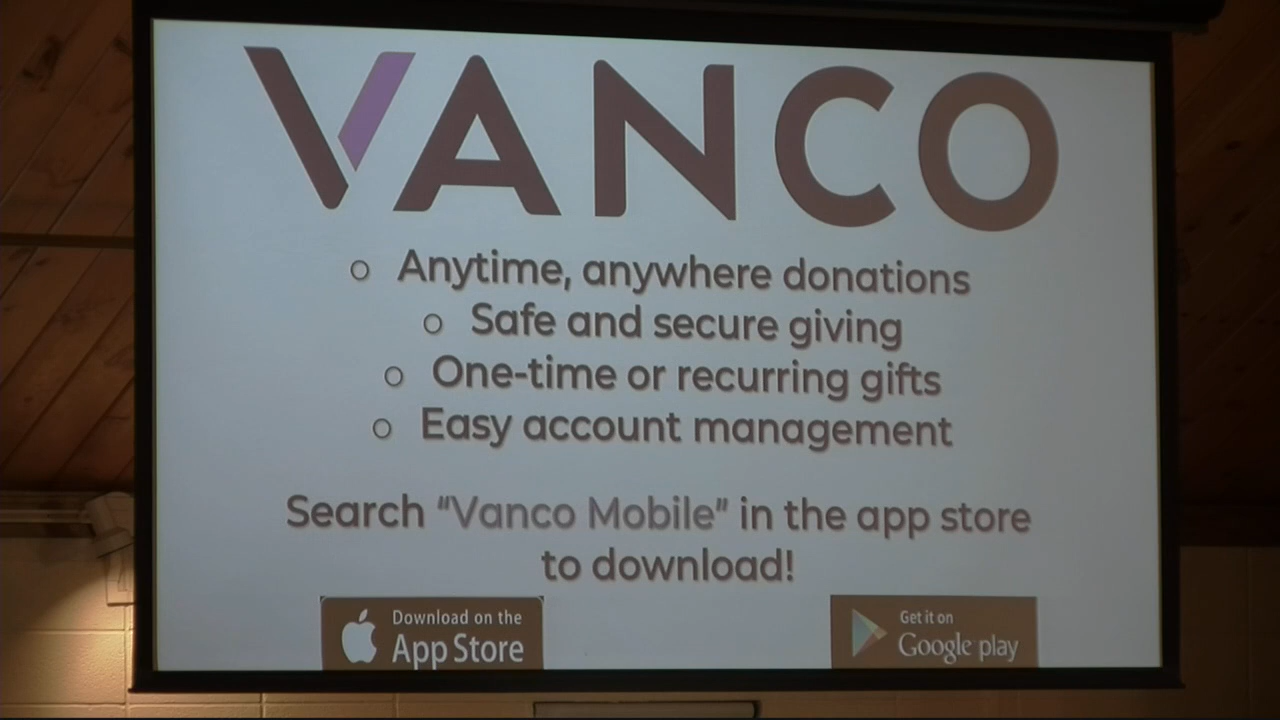 VANCO
o Anytime, anywhere donations
o Safe and secure giving
o One-time or recurring gifts
o Easy account management
Search “Vanco Mobile” in the app store
to download!
Download on the
App Store
Get it on
Google play